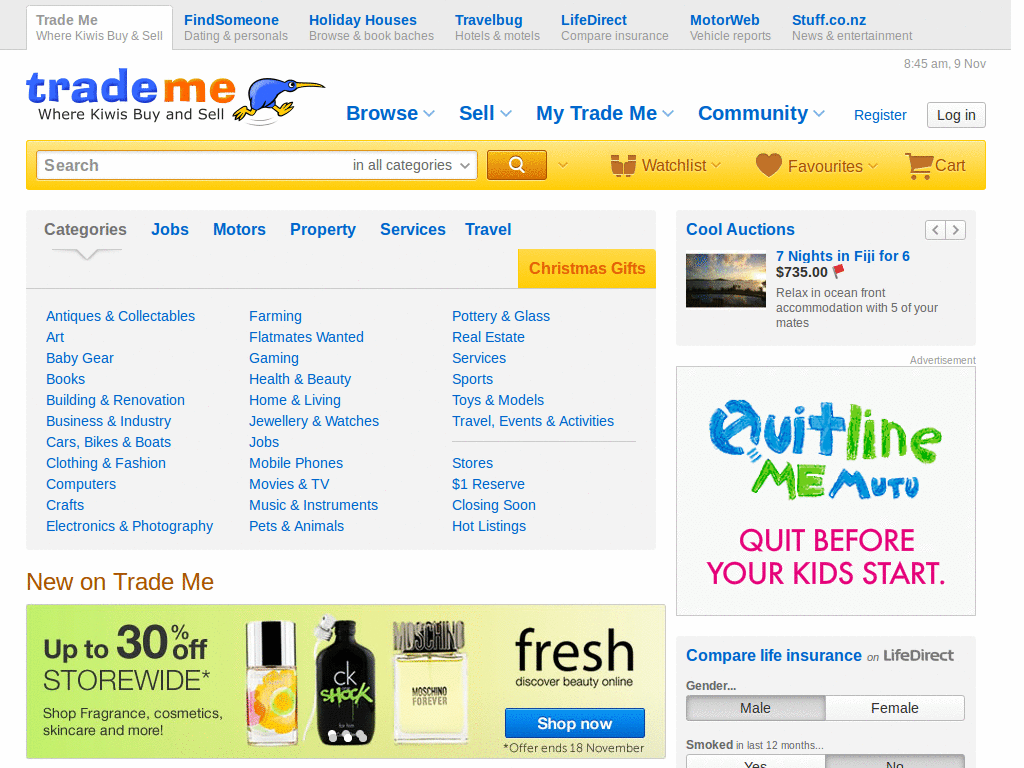 Trade Me
Where Kiwis Buy & Sell
FindSomeone
Dating & personals
Holiday Houses
Browse & book baches
Travelbug
Hotels & motels
LifeDirect
Compare insurance
MotorWeb
Vehicle reports
Stuff.co.nz
News & entertainment
8:45 am, 9 Nov
trade me
Where Kiwis Buy and Sell
Browse
Sell
My Trade Me
Community
Register
Log in
Search
in all categories
Watchlist
Favourites
Cart
Categories
Jobs
Motors
Property
Services
Travel
Christmas Gifts
Antiques & Collectables
Art
Baby Gear
Books
Building & Renovation
Business & Industry
Cars, Bikes & Boats
Clothing & Fashion
Computers
Crafts
Electronics & Photography
Farming
Flatmates Wanted
Gaming
Health & Beauty
Home & Living
Jewellery & Watches
Jobs
Mobile Phones
Movies & TV
Music & Instruments
Pets & Animals
Pottery & Glass
Real Estate
Services
Sports
Toys & Models
Travel, Events & Activities
Stores
$1 Reserve
Closing Soon
Hot Listings
Cool Auctions
7 Nights in Fiji for 6
$735.00
Relax in ocean front
accommodation with 5 of your
mates
Advertisement
Quitline
ME MUTU
QUIT BEFORE
YOUR KIDS START.
New on Trade Me
Up to 30% off
STOREWIDE*
Shop Fragrance, cosmetics,
skincare and more!
ck
SHOCK
MOSCHINO
MOSCHINO
FOREVER
fresh
discover beauty online
Shop now
*Offer ends 18 November
Compare life insurance on LifeDirect
Gender...
Male
Female
Smoked in last 12 months...
Yes
No